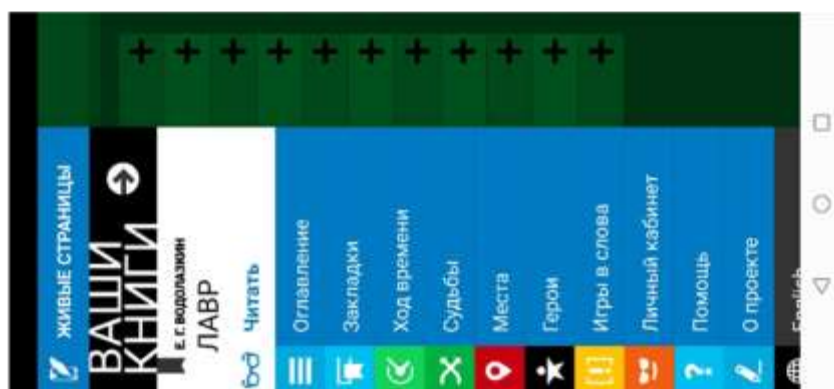 ЖИВЫЕ СТРАНИЦЫ
ВАШИ
КНИГИ
Е. Г. ВОДОЛАЗКИН
ЛАВР
Читать
Оглавление
Закладки
Ход времени
Судьбы
Места
Герои
Игры в слова
Личный кабинет
Помощь
О проекте
English